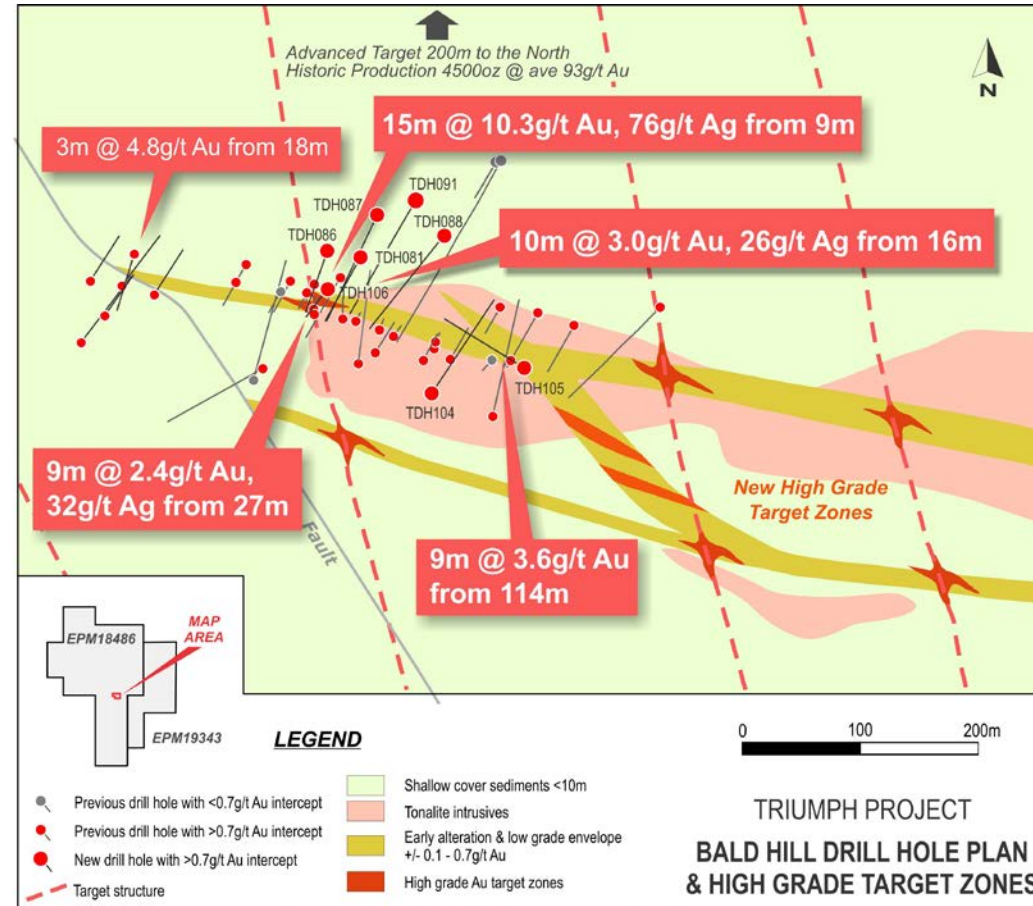 Advanced Target 200m to the North
Historic Production 4500oz @ ave 93g/t Au
N
15m @ 10.3g/t Au, 76g/t Ag from 9m
3m @ 4.8g/t Au from 18m
TDH091
TDH087
TDH088
TDH086
TDH081
10m @ 3.0g/t Au, 26g/t Ag from 16m
TDH106
TDH105
TDH104
9m @ 2.4g/t Au,
32g/t Ag from 27m
New High Grade
Target Zones
Fault
9m @ 3.6g/t Au
from 114m
MAP
AREA
EPM18486
EPM19343
LEGEND
Previous drill hole with <0.7g/t Au intercept
Previous drill hole with >0.7g/t Au intercept
New drill hole with >0.7g/t Au intercept
Target structure
Shallow cover sediments <10m
Tonalite intrusives
Early alteration & low grade envelope
+/- 0.1 - 0.7g/t Au
High grade Au target zones
0 100 200m
TRIUMPH PROJECT
BALD HILL DRILL HOLE PLAN
& HIGH GRADE TARGET ZONES